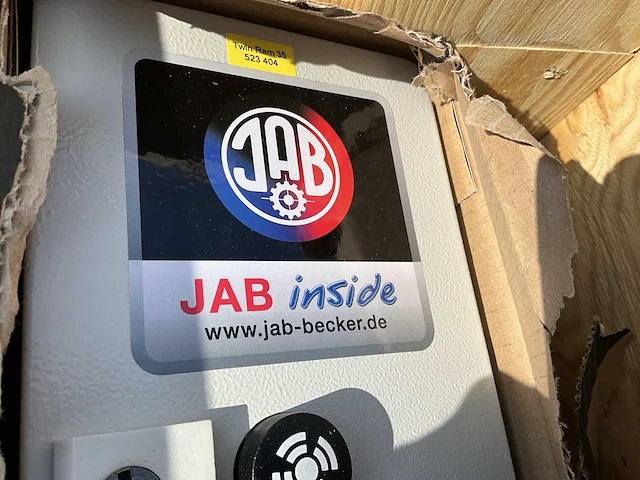 Twin Ram 35
523 404
JAB
JAB inside
www.jab-becker.de